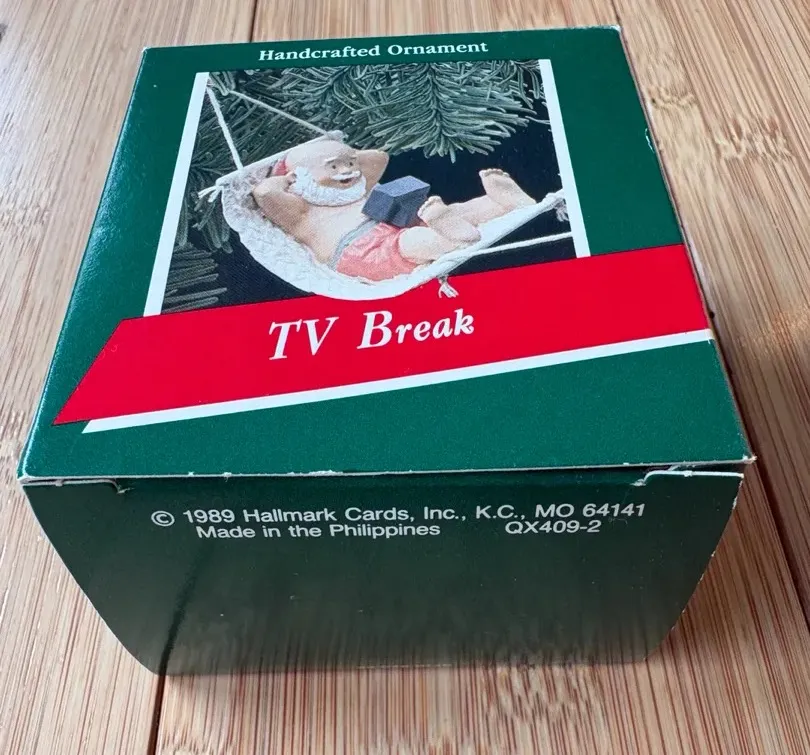 Handcrafted Ornament
TV Break
© 1989 Hallmark Cards, Inc., K.C., MO 64141
Made in the Philippines QX409-2